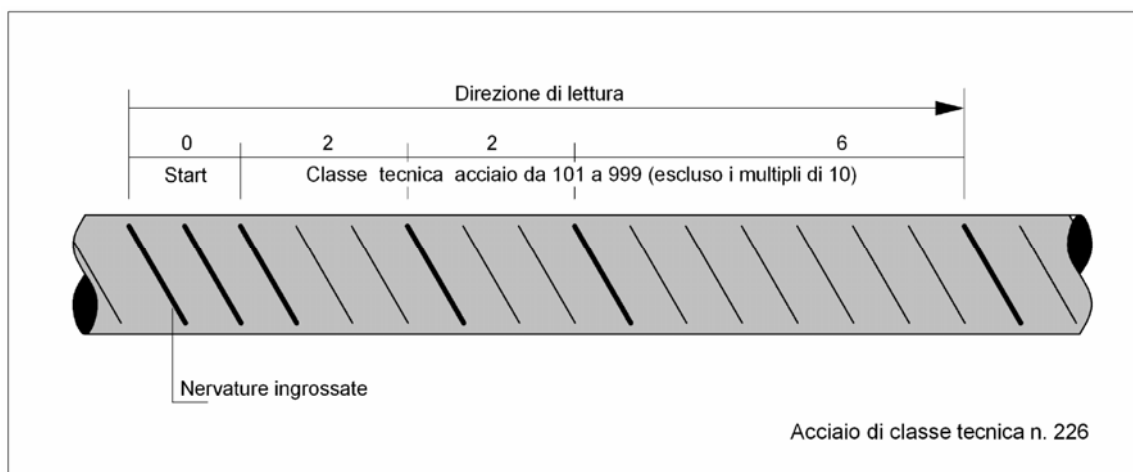 Direzione di lettura
0 2 2 6
Start Classe tecnica acciaio da 101 a 999 (escluso i multipli di 10)
Nervature ingrossate
Acciaio di classe tecnica n. 226